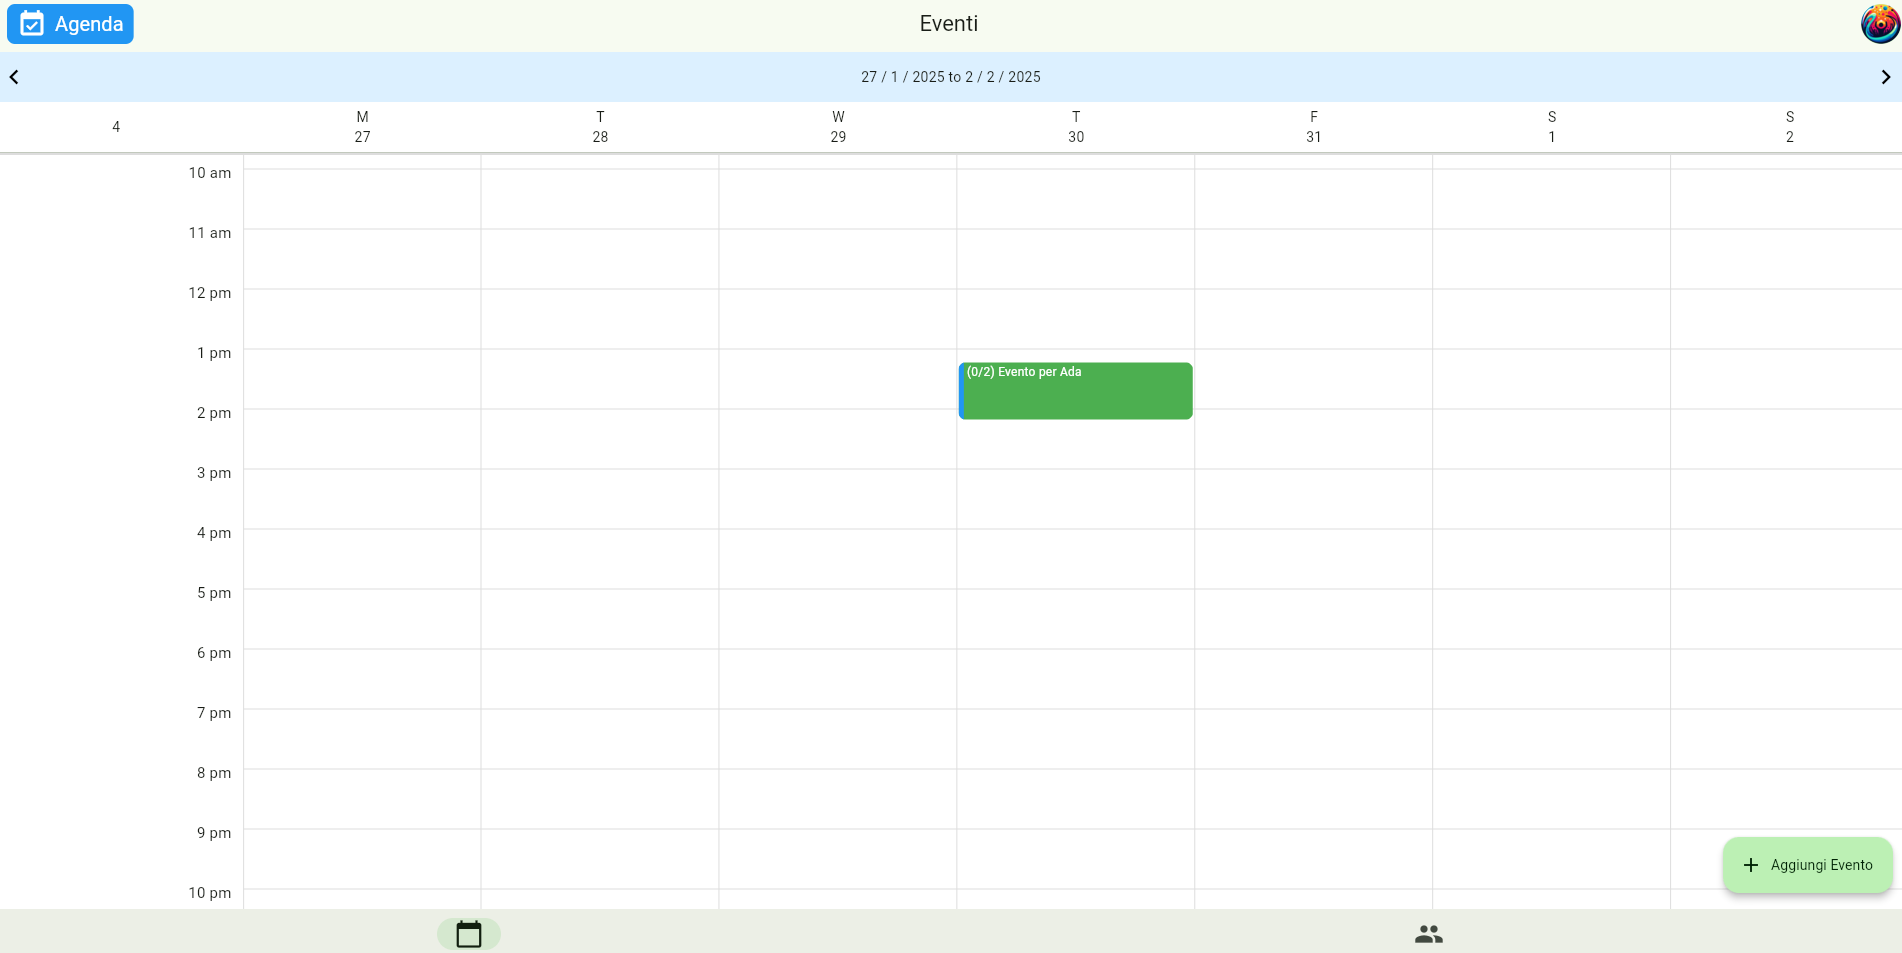 Agenda
Eventi
27 / 1 / 2025 to 2 / 2 / 2025
4
M
27
T
28
W
29
T
30
F
31
S
1
S
2
10 am
11 am
12 pm
1 pm
(0/2) Evento per Ada
2 pm
3 pm
4 pm
5 pm
6 pm
7 pm
8 pm
9 pm
Aggiungi Evento
10 pm